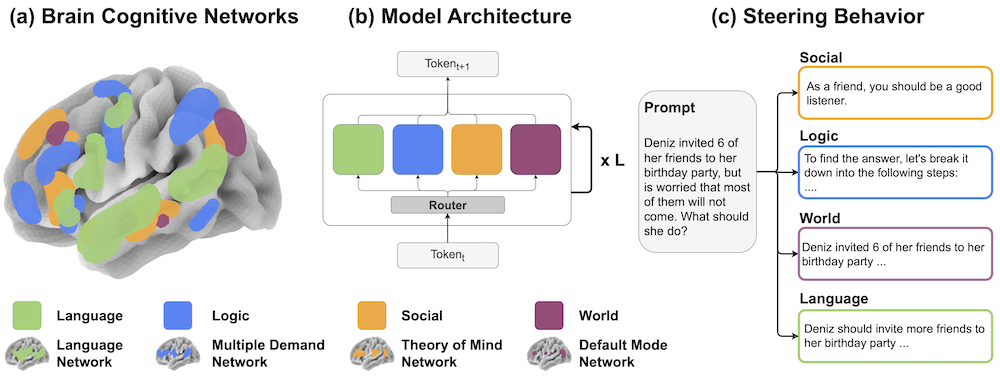 (a) Brain Cognitive Networks
(b) Model Architecture
(c) Steering Behavior
Token_{t+1}
x L
Router
Token_t
Prompt
Deniz invited 6 of
her friends to her
birthday party, but
is worried that most
of them will not
come. What should
she do?
Social
As a friend, you should be a good
listener.
Logic
To find the answer, let's break it
down into the following steps:
....
World
Deniz invited 6 of her friends to her
birthday party ...
Language
Deniz should invite more friends to
her birthday party ...
Language
Logic
Social
World
Language
Network
Multiple Demand
Network
Theory of Mind
Network
Default Mode
Network